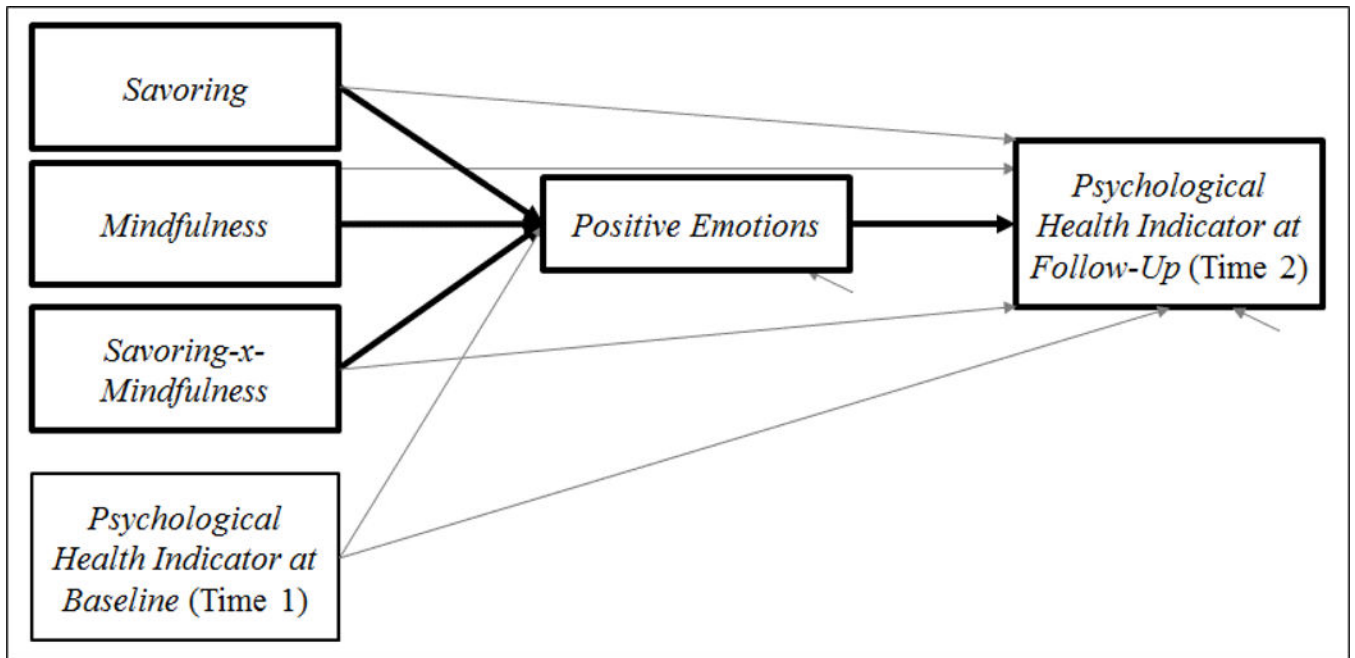 Savoring
Mindfulness
Savoring-x-
Mindfulness
Psychological
Health Indicator at
Baseline (Time 1)
Positive Emotions
Psychological
Health Indicator at
Follow-Up (Time 2)